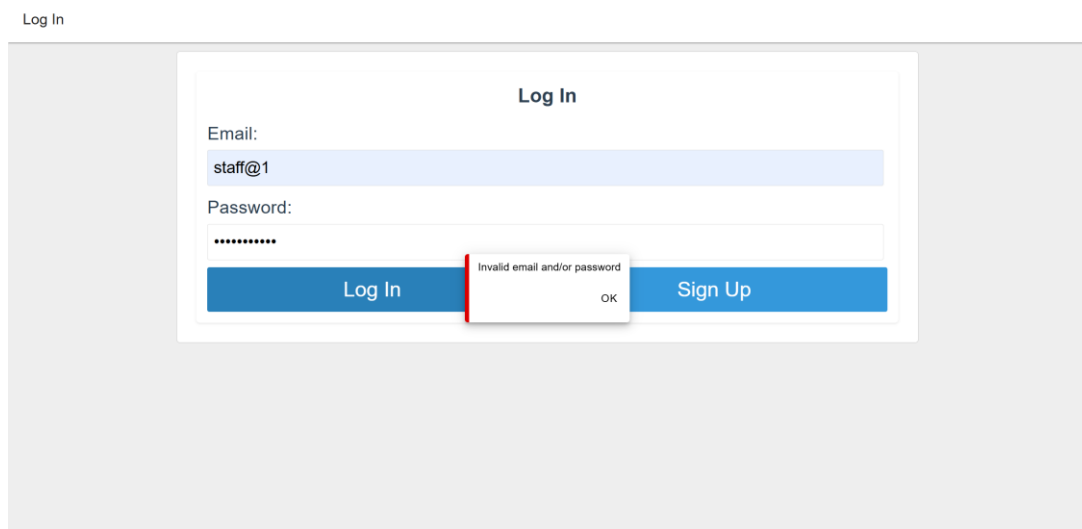 Log In
Log In
Email:
staff@1
Password:
•••••••••••
Invalid email and/or password
OK
Log In
Sign Up